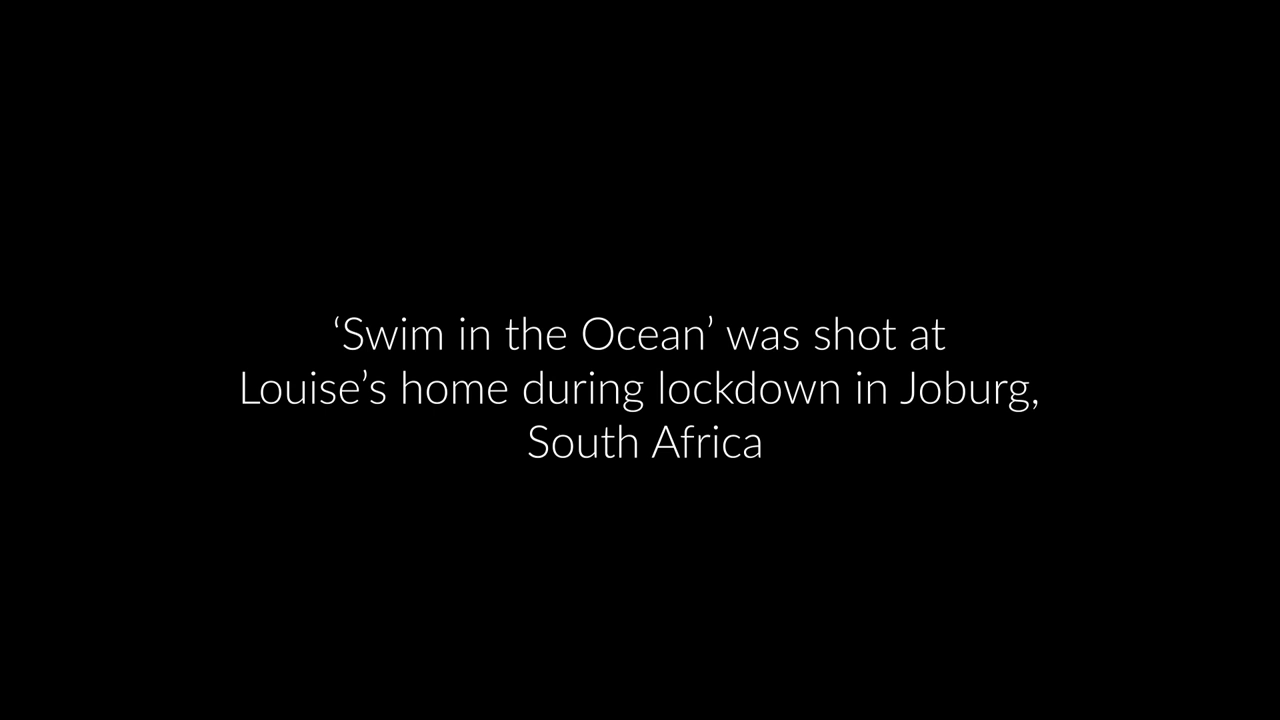 ‘Swim in the Ocean’ was shot at
Louise’s home during lockdown in Joburg,
South Africa